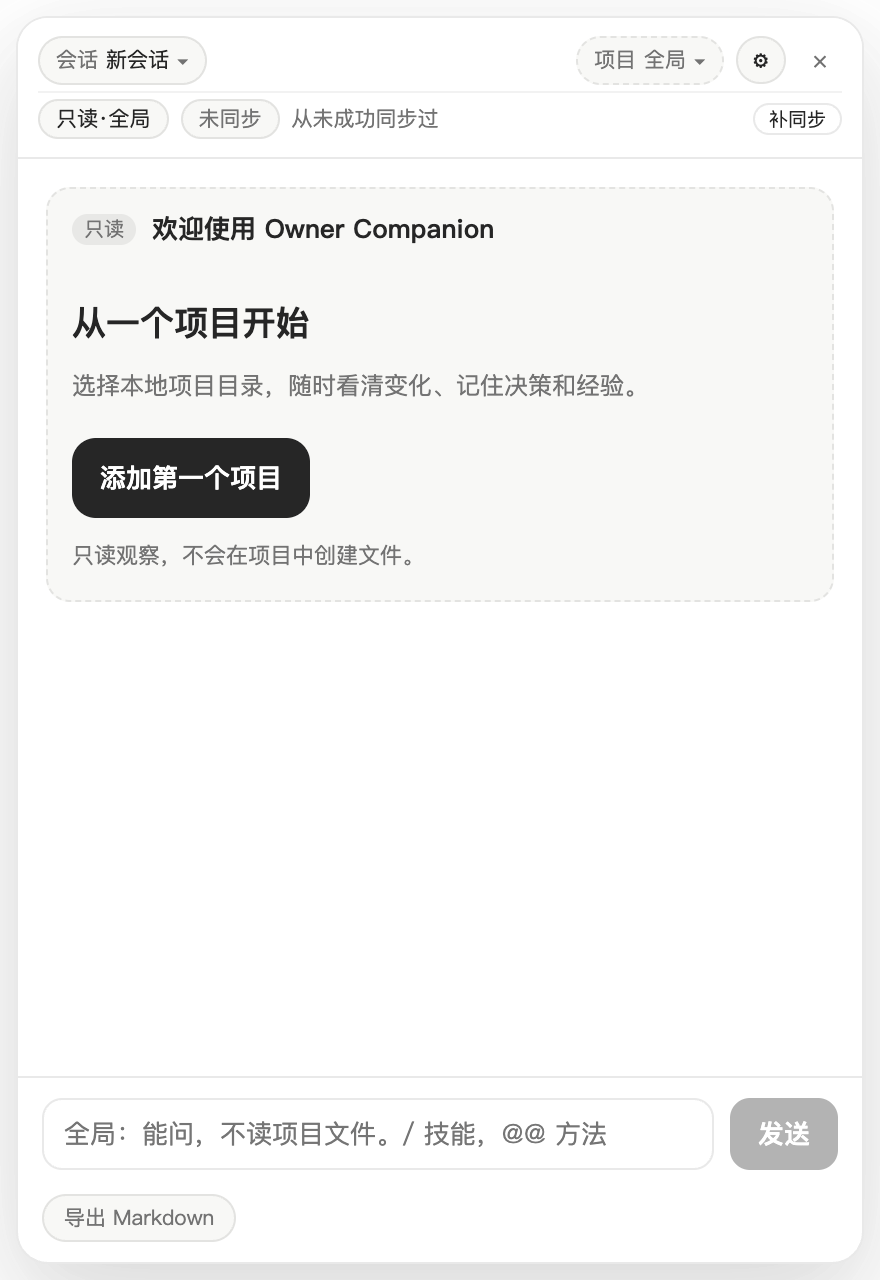 会话 新会话
项目 全局
只读·全局
未同步
从未成功同步过
补同步
只读
欢迎使用 Owner Companion
从一个项目开始
选择本地项目目录，随时看清变化、记住决策和经验。
添加第一个项目
只读观察，不会在项目中创建文件。
全局：能问，不读项目文件。/ 技能，@@ 方法
发送
导出 Markdown